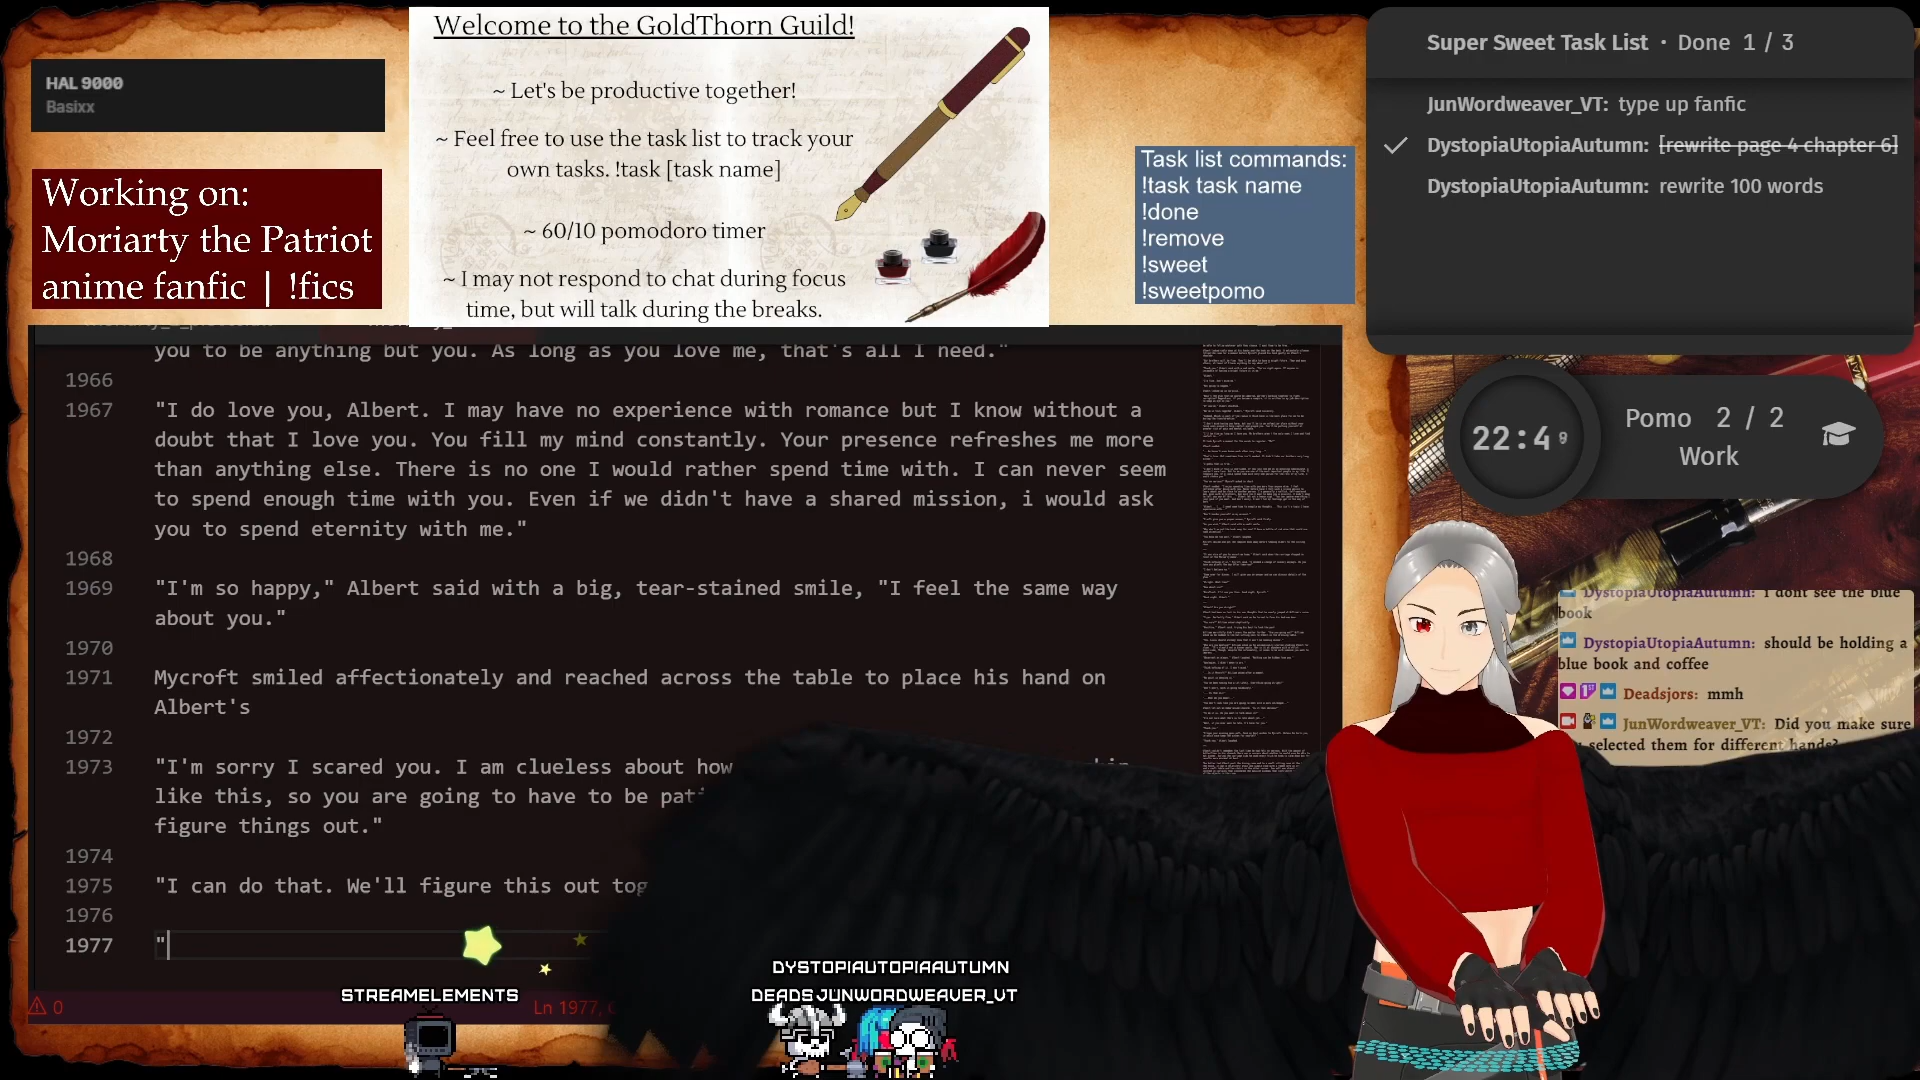 HAL 9000
Basixx
Working on:
Moriarty the Patriot
anime fanfic | !fics
Welcome to the GoldThorn Guild!
~ Let's be productive together!
~ Feel free to use the task list to track your
own tasks. !task [task name]
~ 60/10 pomodoro timer
~ I may not respond to chat during focus
time, but will talk during the breaks.
Task list commands:
!task task name
!done
!remove
!sweet
!sweetpomo
Super Sweet Task List · Done 1 / 3
JunWordweaver_VT: type up fanfic
DystopiaUtopiaAutumn: [rewrite page 4 chapter 6]
DystopiaUtopiaAutumn: rewrite 100 words
22:49
Pomo 2 / 2
Work
you to be anything but you. As long as you love me, that's all I need."
1966
1967 "I do love you, Albert. I may have no experience with romance but I know without a
doubt that I love you. You fill my mind constantly. Your presence refreshes me more
than anything else. There is no one I would rather spend time with. I can never seem
to spend enough time with you. Even if we didn't have a shared mission, i would ask
you to spend eternity with me."
1968
1969 "I'm so happy," Albert said with a big, tear-stained smile, "I feel the same way
about you."
1970
1971 Mycroft smiled affectionately and reached across the table to place his hand on
Albert's
1972
1973 "I'm sorry I scared you. I am clueless about how
like this, so you are going to have to be
figure things out."
1974
1975 "I can do that. We'll figure this out
1976
1977 "
0
Ln 1977,
DystopiaUtopiaAutumn: I dont see the blue
book
DystopiaUtopiaAutumn: should be holding a
blue book and coffee
Deadsjors: mmh
JunWordweaver_VT: Did you make sure
selected them for different hands?
STREAMELEMENTS
DYSTOPIAUTOPIAAUTUMN
DEADSJUNWORDWEAVER_VT